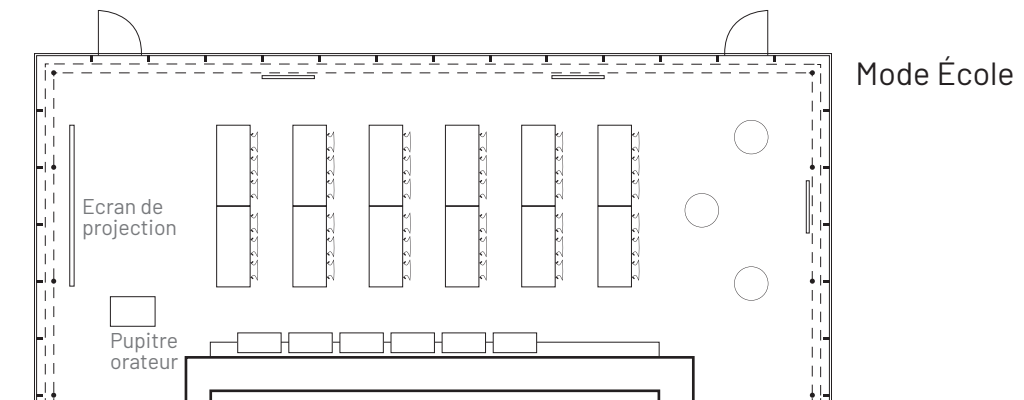 Mode École
Ecran de
projection
Pupitre
orateur